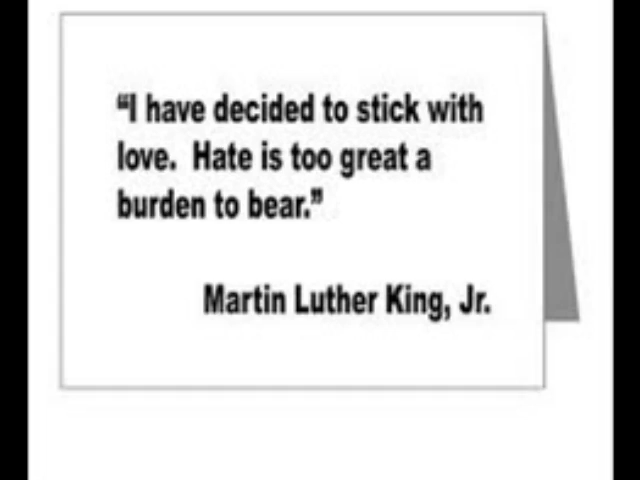 “I have decided to stick with
love.  Hate is too great a
burden to bear.”
Martin Luther King, Jr.